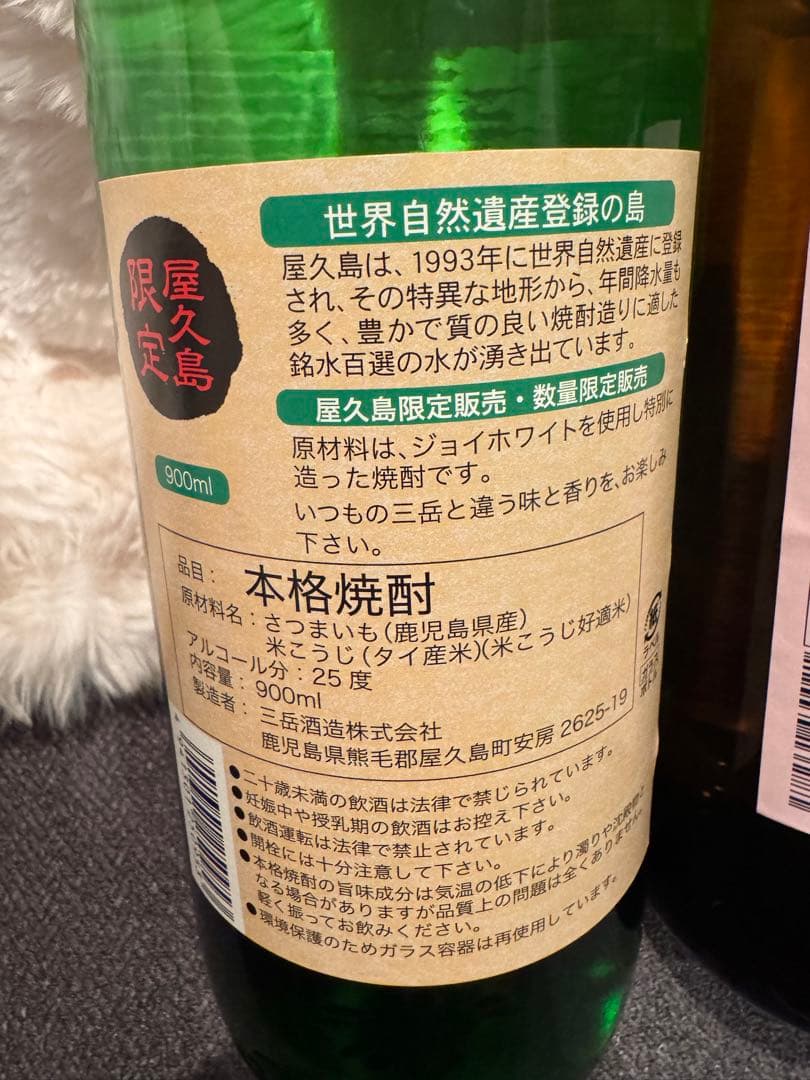 世界自然遺産登録の島
屋久島は、1993年に世界自然遺産に登録
され、その特異な地形から、年間降水量も
多く、豊かで質の良い焼酎造りに適した
銘水百選の水が湧き出ています。
屋久島
限定
屋久島限定販売・数量限定販売
原材料は、ジョイホワイトを使用し特別に
造った焼酎です。
いつもの三岳と違う味と香りを、お楽しみ
下さい。
900ml
品目： 本格焼酎
原材料名：さつまいも(鹿児島県産)
米こうじ(タイ産米)(米こうじ好適米)
アルコール分：25度
内容量：900ml
製造者：三岳酒造株式会社
鹿児島県熊毛郡屋久島町安房2625-19
●二十歳未満の飲酒は法律で禁じられています。
●妊娠中や授乳期の飲酒はお控え下さい。
●飲酒運転は法律で禁止されています。
●開栓には十分注意して下さい。
●本格焼酎の旨味成分は気温の低下により濁りや沈殿物と
なる場合がありますが品質上の問題は全くありません。
軽く振ってお飲みください。
●環境保護のためガラス容器は再使用しています。